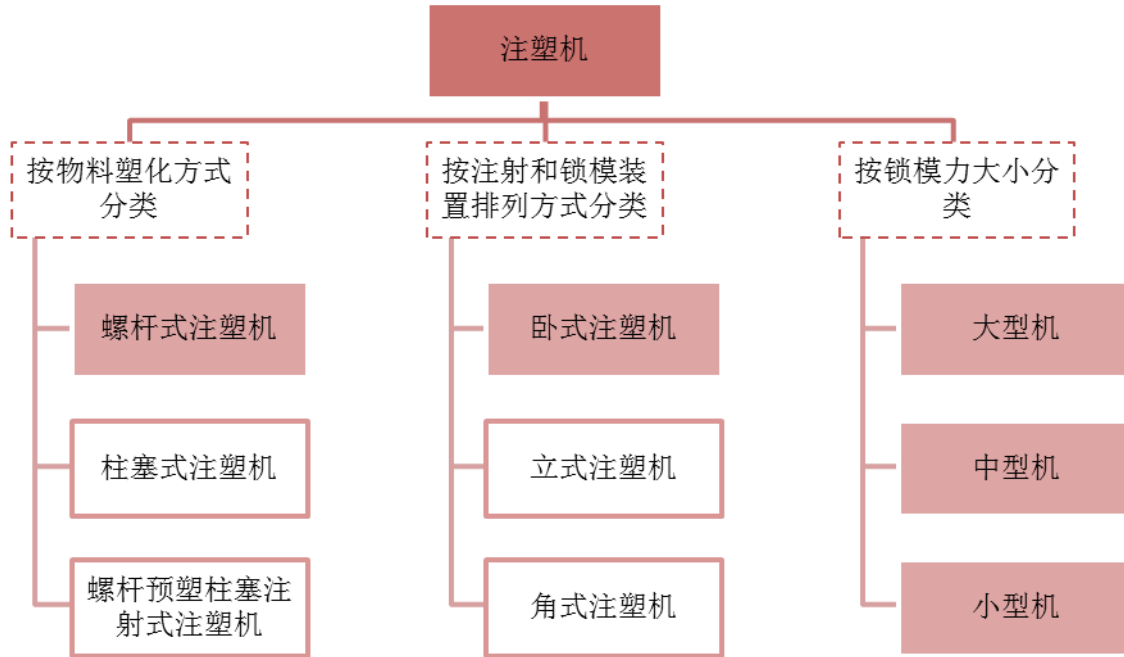 注塑机
按物料塑化方式
分类
按注射和锁模装
置排列方式分类
按锁模力大小分
类
螺杆式注塑机
卧式注塑机
大型机
柱塞式注塑机
立式注塑机
中型机
螺杆预塑柱塞注
射式注塑机
角式注塑机
小型机